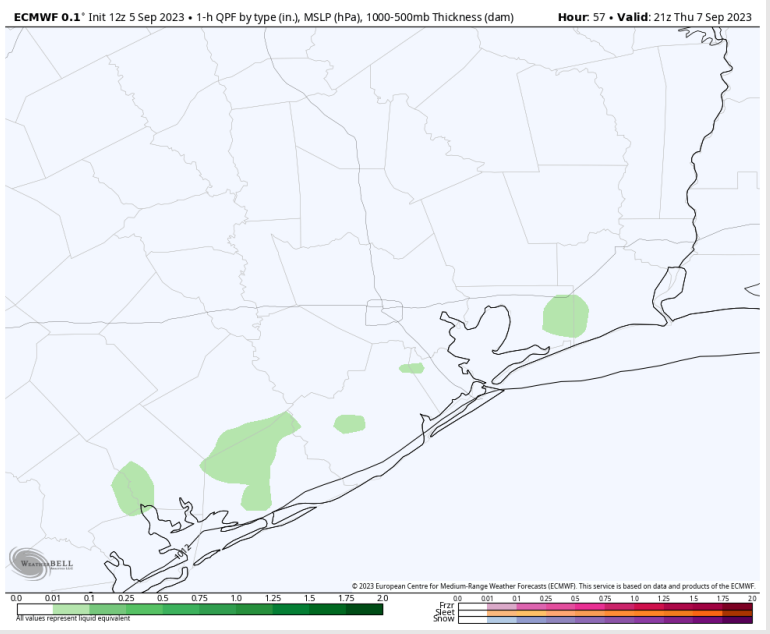 ECMWF 0.1° Init 12z 5 Sep 2023 • 1-h QPF by type (in.), MSLP (hPa), 1000-500mb Thickness (dam) Hour: 57 • Valid: 21z Thu 7 Sep 2023
1012
WeatherBELL
© 2023 European Centre for Medium-Range Weather Forecasts (ECMWF). This service is based on data and products of the ECMWF.
0.0 0.01 0.1 0.25 0.5 0.75 1.0 1.25 1.5 1.75 2.0
All values represent liquid equivalent
0.0 0.01 0.1 0.25 0.5 0.75 1.0 1.25 1.5 1.75 2.0
Frzr
Sleet
Snow